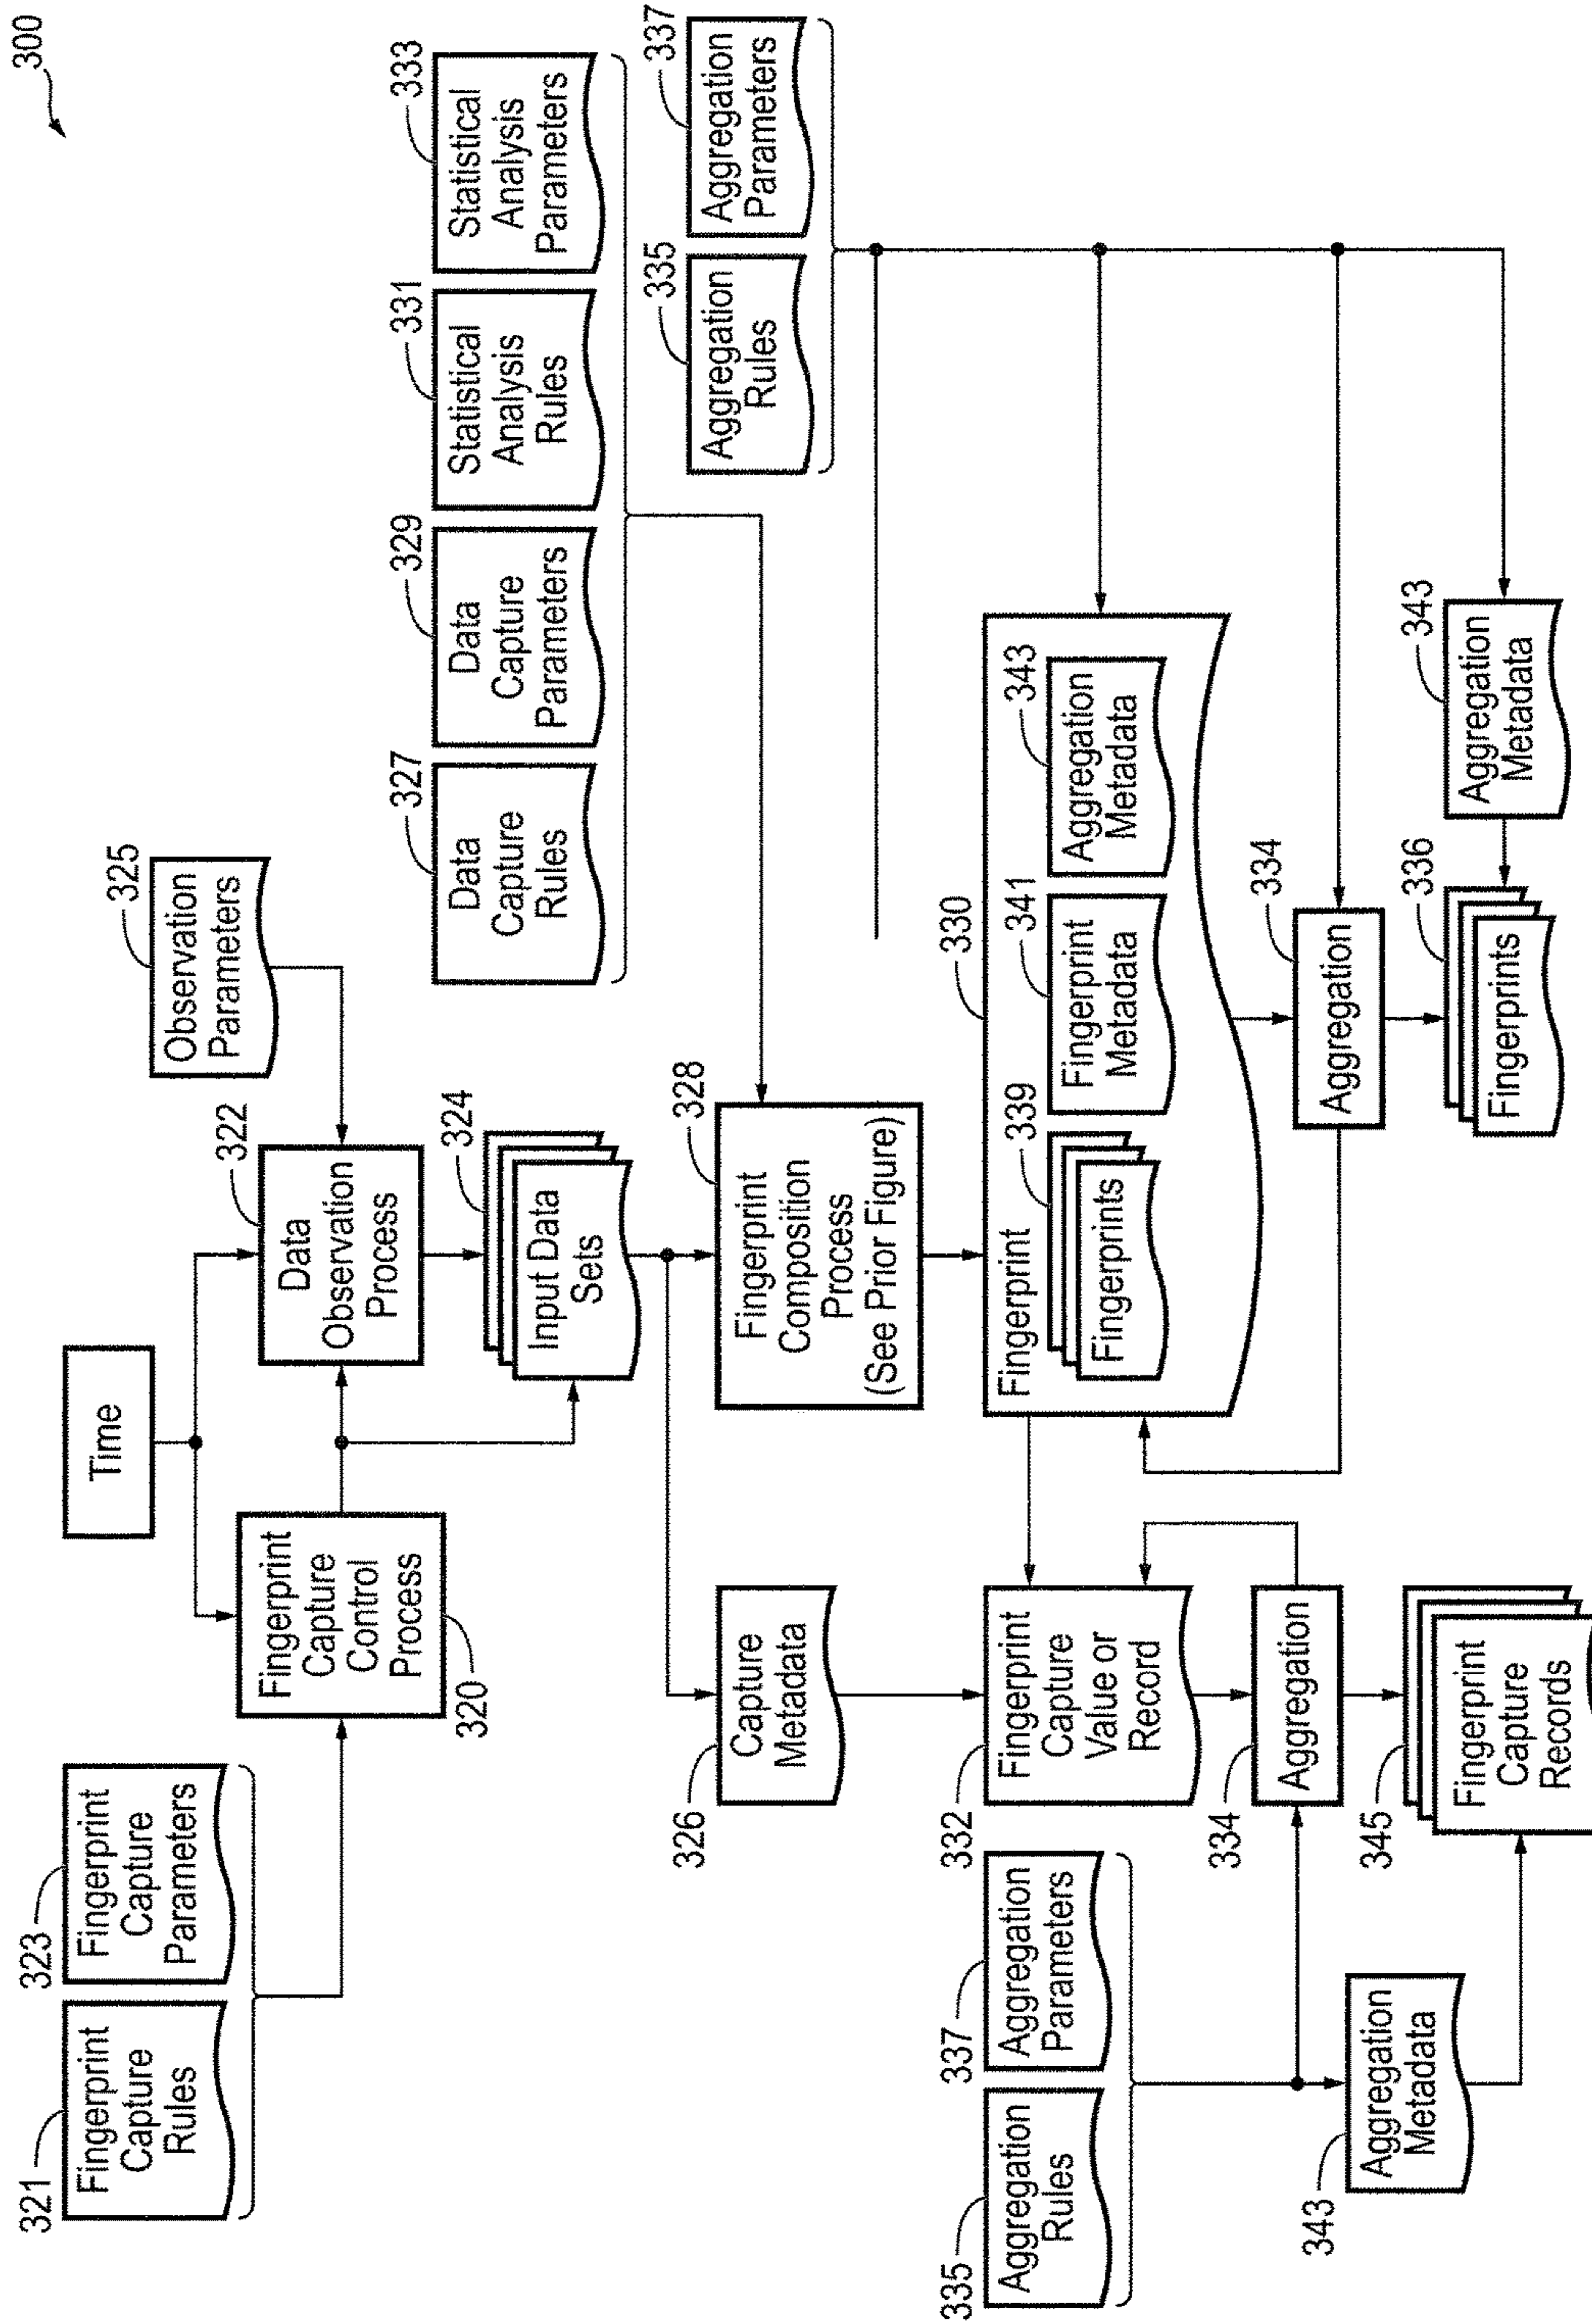 300
321
Fingerprint
Capture
Rules
323
Fingerprint
Capture
Parameters
Time
Fingerprint
Capture
Control
Process
320
322
Data
Observation
Process
325
Observation
Parameters
324
Input Data
Sets
327
Data
Capture
Rules
329
Data
Capture
Parameters
331
Statistical
Analysis
Rules
333
Statistical
Analysis
Parameters
326
Capture
Metadata
328
Fingerprint
Composition
Process
(See Prior Figure)
335
Aggregation
Rules
337
Aggregation
Parameters
335
Aggregation
Rules
337
Aggregation
Parameters
332
Fingerprint
Capture
Value or
Record
330
Fingerprint
339
Fingerprints
341
Fingerprint
Metadata
343
Aggregation
Metadata
334
Aggregation
334
Aggregation
343
Aggregation
Metadata
345
Fingerprint
Capture
Records
336
Fingerprints
343
Aggregation
Metadata